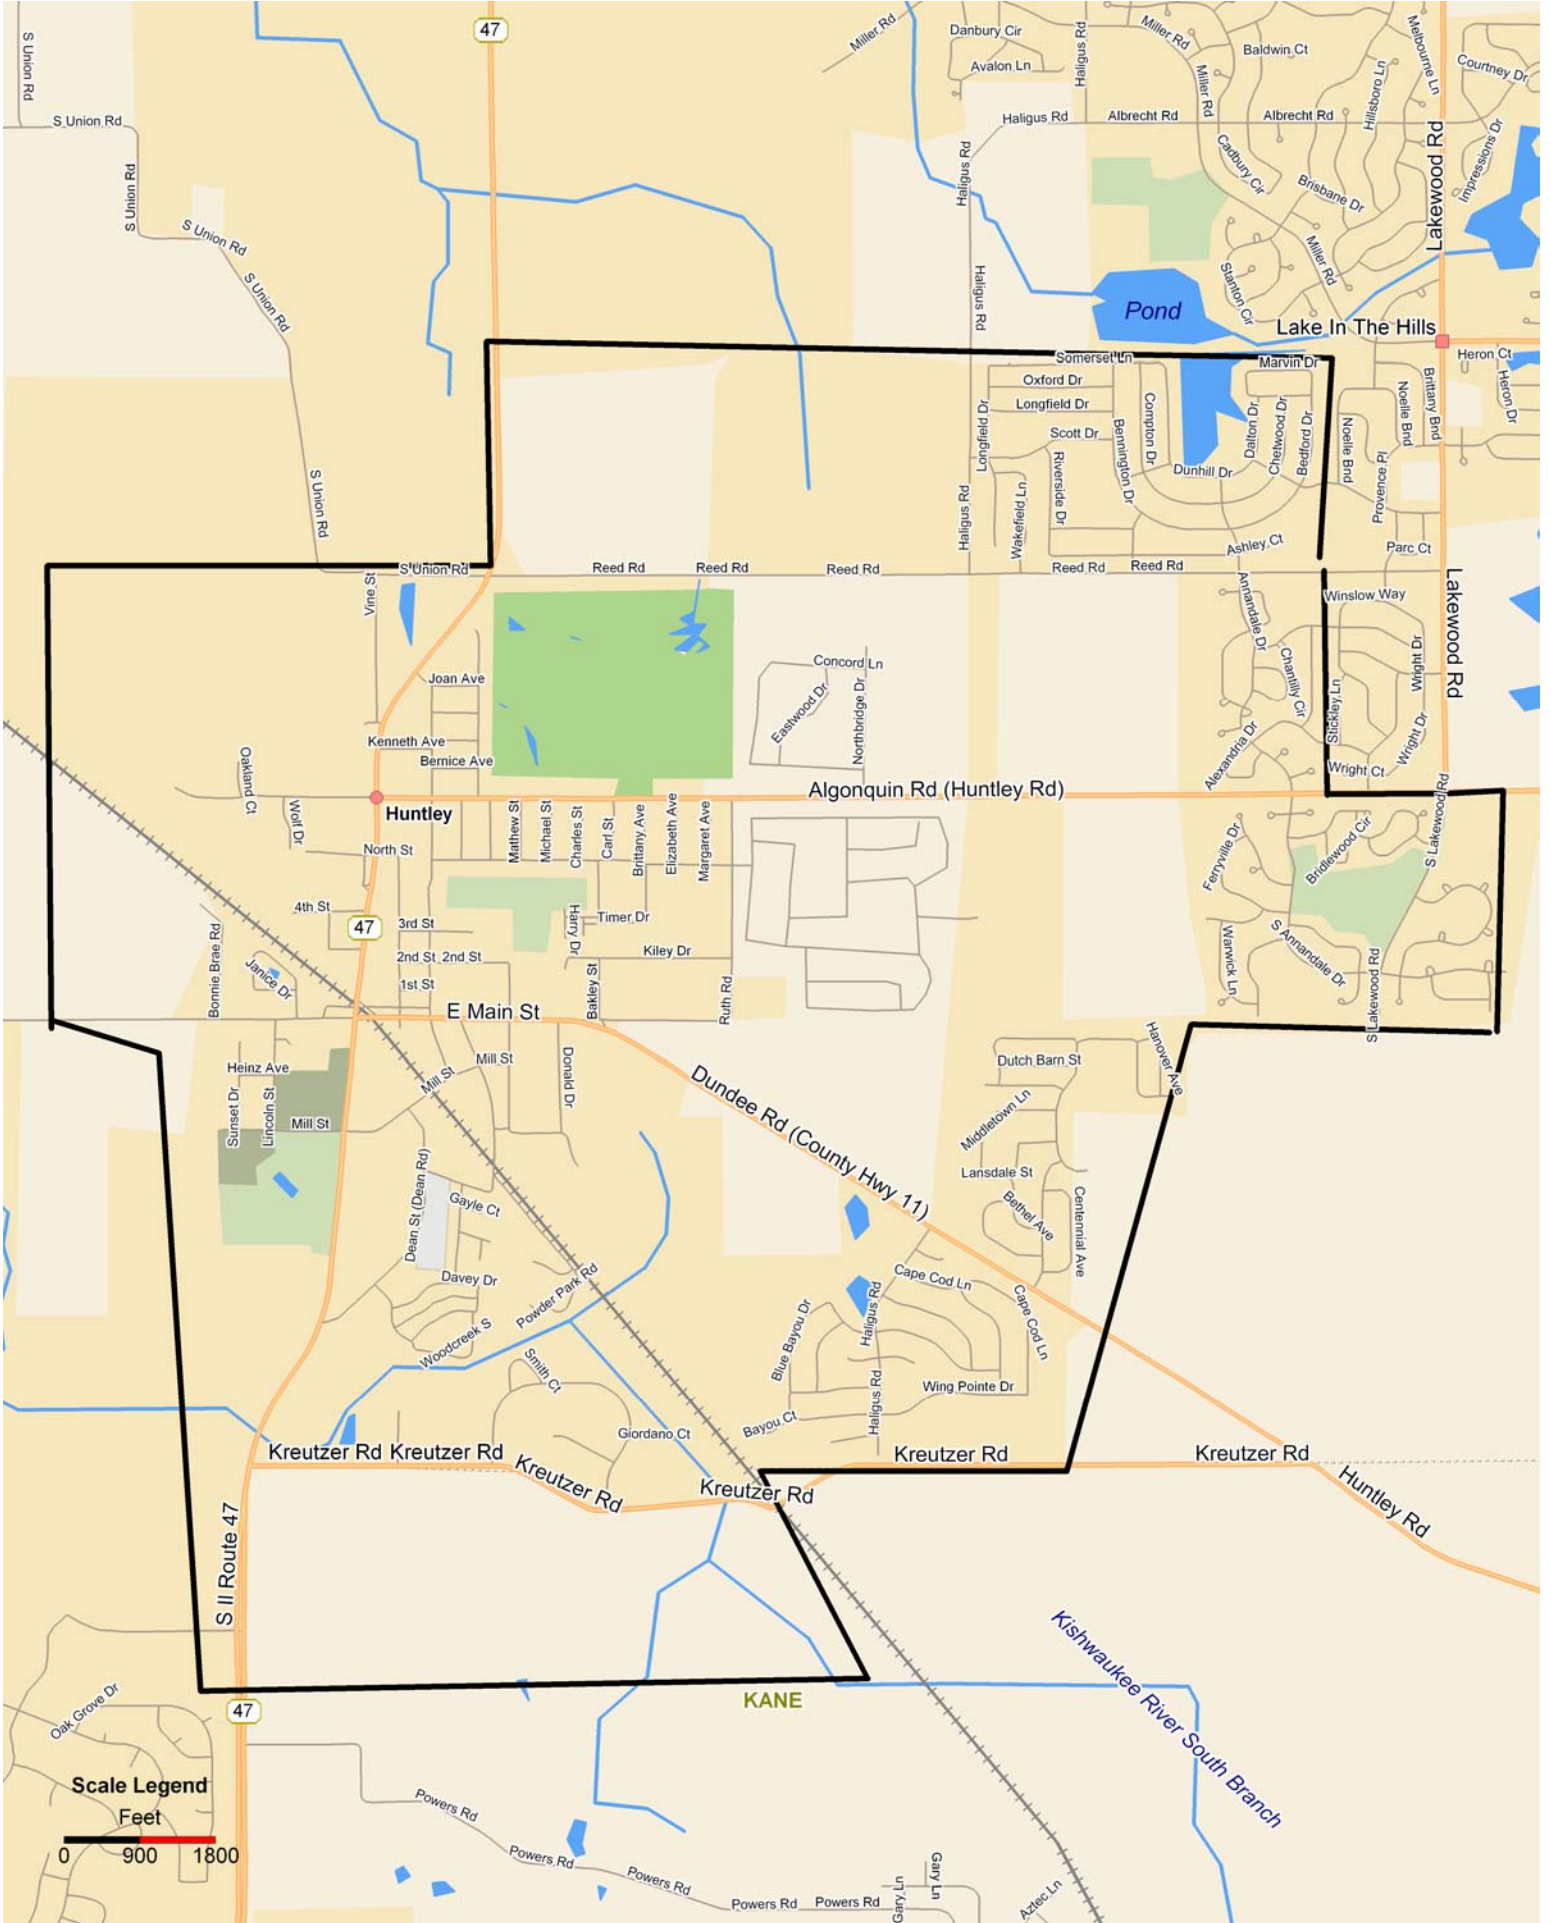 47
Miller Rd
Danbury Cir
Haligus Rd
Miller Rd
Baldwin Ct
Melbourne Ln
Courtney Dr
S Union Rd
Avalon Ln
Miller Rd
Hillsboro Ln
S Union Rd
Haligus Rd
Albrecht Rd
Albrecht Rd
Lakewood Rd
Impressions Dr
S Union Rd
Haligus Rd
Cadbury Cir
Brisbane Dr
S Union Rd
Miller Rd
S Union Rd
Haligus Rd
Stanton Cir
Pond
Lake In The Hills
Somerset Ln
Marvin Dr
Heron Ct
Oxford Dr
Longfield Dr
Heron Dr
Brittany Bnd
Noelle Bnd
Longfield Dr
Scott Dr
Compton Dr
Bennington Dr
Dalton Dr
Chetwood Dr
Bedford Dr
Noelle Bnd
Provence Pl
Dunhill Dr
Riverside Dr
Wakefield Ln
Haligus Rd
S Union Rd
Ashley Ct
Parc Ct
S Union Rd
Reed Rd
Reed Rd
Reed Rd
Reed Rd
Reed Rd
Vine St
Annandale Dr
Winslow Way
Lakewood Rd
Joan Ave
Concord Ln
Eastwood Dr
Northbridge Dr
Chantilly Cir
Stickley Ln
Wright Dr
Wright Dr
Kenneth Ave
Bernice Ave
Alexandria Dr
Wright Ct
Oakland Ct
Algonquin Rd (Huntley Rd)
S Lakewood Rd
Huntley
Wolf Dr
Mathew St
Michael St
Charles St
Carl St
Brittany Ave
Elizabeth Ave
Margaret Ave
North St
Ferryville Dr
Bridlewood Cir
4th St
47
3rd St
Harry Dr
Timer Dr
Kiley Dr
Bonnie Brae Rd
Janice Dr
2nd St
2nd St
1st St
Bakley St
Ruth Rd
Warwick Ln
S Annandale Dr
S Lakewood Rd
E Main St
Hanover Ave
Dutch Barn St
Heinz Ave
Mill St
Mill St
Donald Dr
Dundee Rd (County Hwy 11)
Sunset Dr
Lincoln St
Mill St
Middletown Ln
Lansdale St
Dean St (Dean Rd)
Gayle Ct
Bethel Ave
Centennial Ave
Davey Dr
Powder Park Rd
Cape Cod Ln
Cape Cod Ln
Haligus Rd
Blue Bayou Dr
Woodcreek S
Smith Ct
Wing Pointe Dr
Haligus Rd
Bayou Ct
Giordano Ct
Kreutzer Rd
Kreutzer Rd
Kreutzer Rd
Kreutzer Rd
Kreutzer Rd
Kreutzer Rd
Huntley Rd
S Il Route 47
Kishwaukee River South Branch
KANE
47
Oak Grove Dr
Scale Legend
Feet
0 900 1800
Powers Rd
Powers Rd
Powers Rd
Powers Rd
Powers Rd
Gary Ln
Gary Ln
Aztec Ln